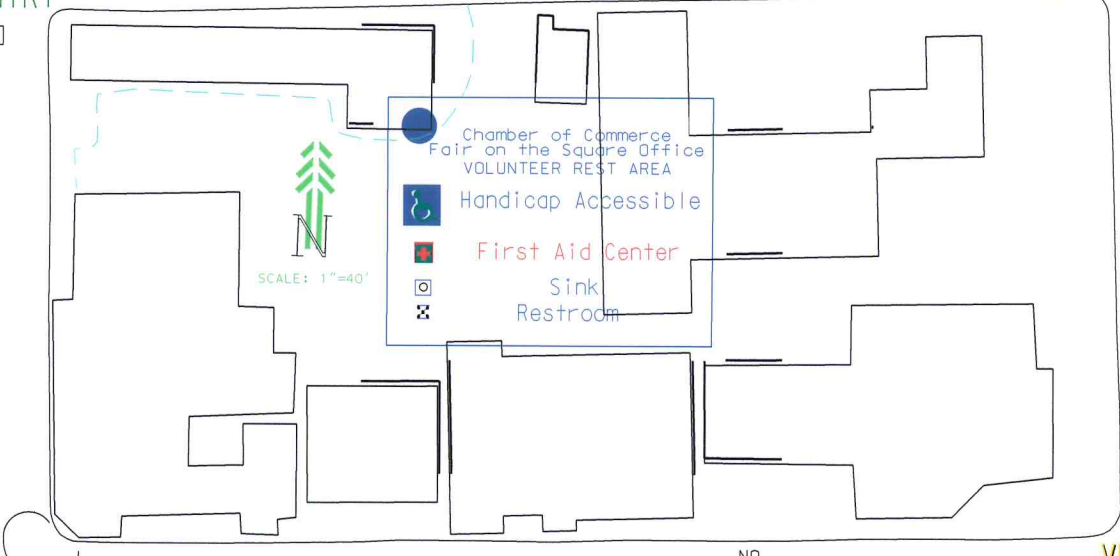 Chamber of Commerce
Fair on the Square Office
VOLUNTEER REST AREA
Handicap Accessible
First Aid Center
Sink
Restroom
N
SCALE: 1"=40'